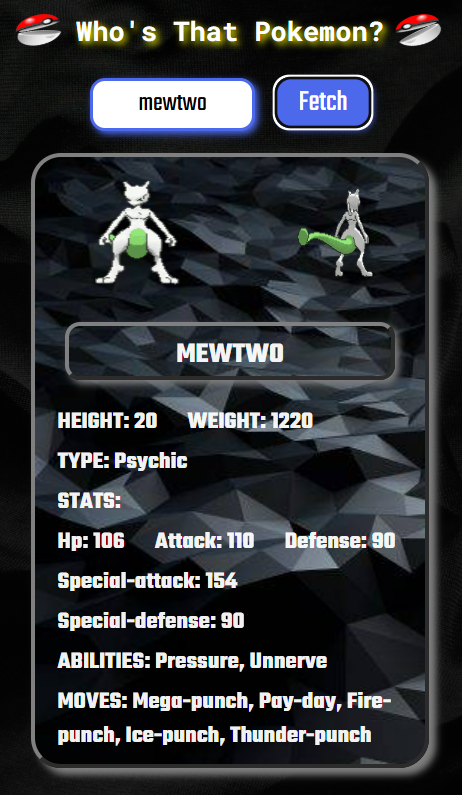 Who's That Pokemon?
mewtwo Fetch
MEWTWO
HEIGHT: 20 WEIGHT: 1220
TYPE: Psychic
STATS:
Hp: 106 Attack: 110 Defense: 90
Special-attack: 154
Special-defense: 90
ABILITIES: Pressure, Unnerve
MOVES: Mega-punch, Pay-day, Fire-
punch, Ice-punch, Thunder-punch